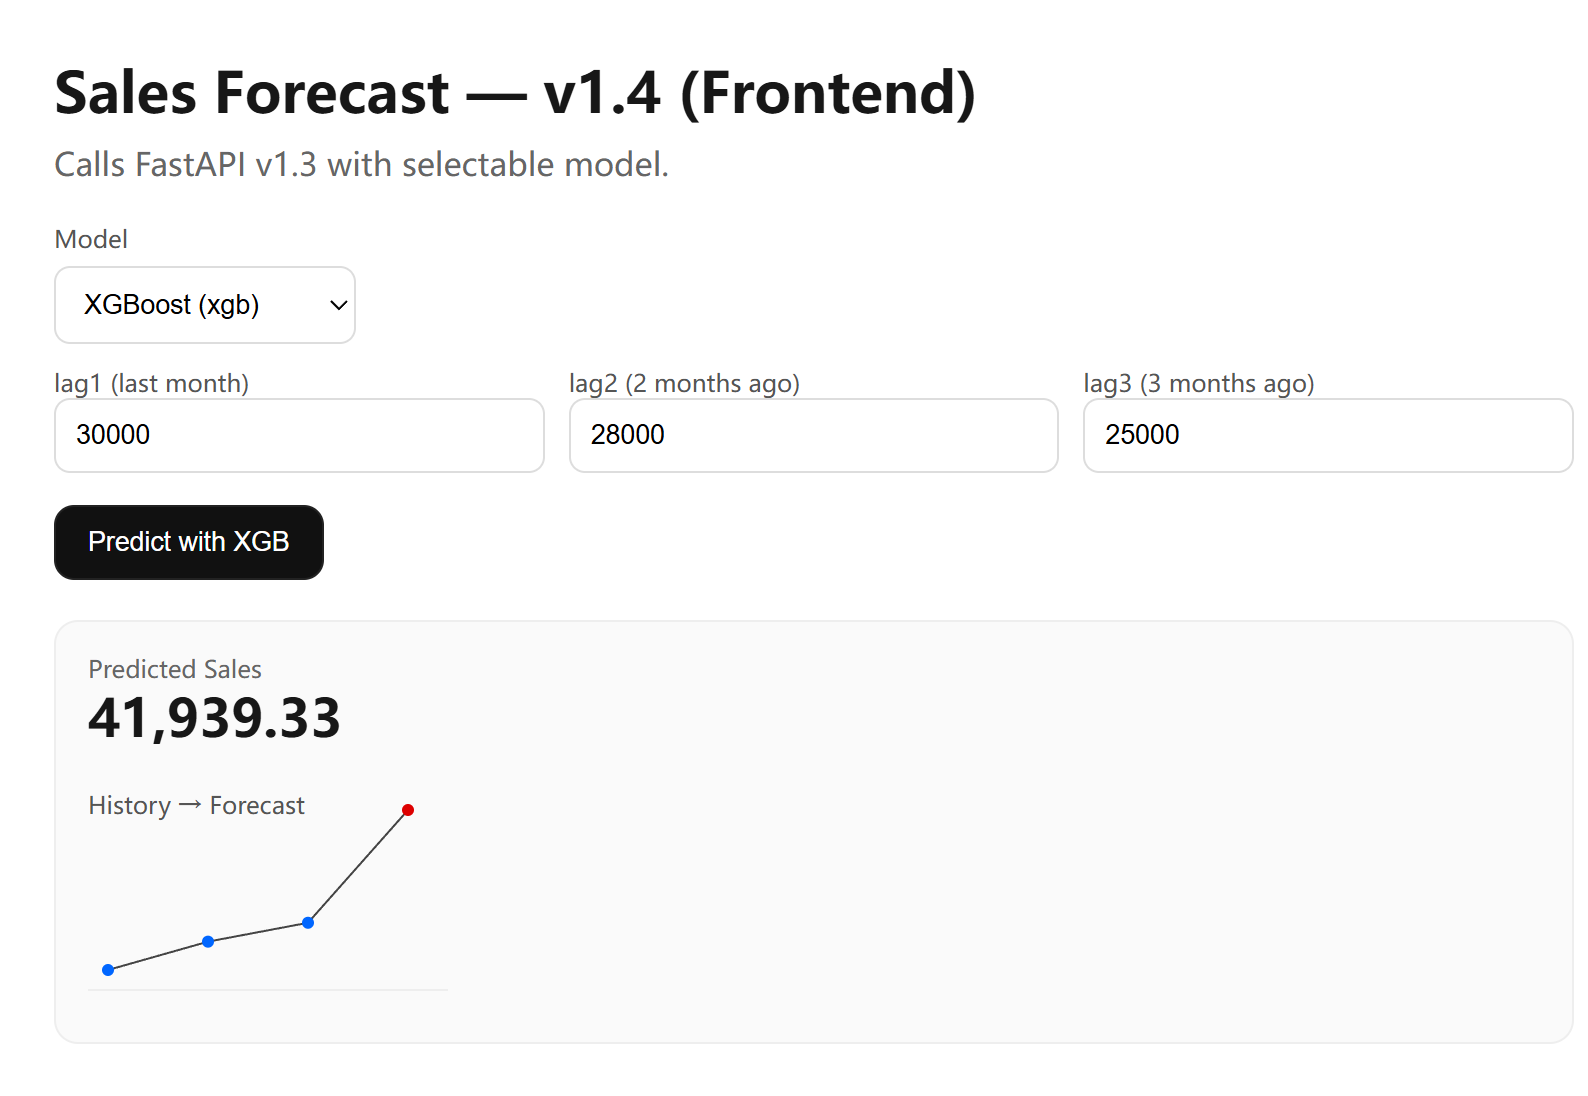 Sales Forecast — v1.4 (Frontend)
Calls FastAPI v1.3 with selectable model.
Model
XGBoost (xgb)
lag1 (last month)
lag2 (2 months ago)
lag3 (3 months ago)
30000
28000
25000
Predict with XGB
Predicted Sales
41,939.33
History → Forecast